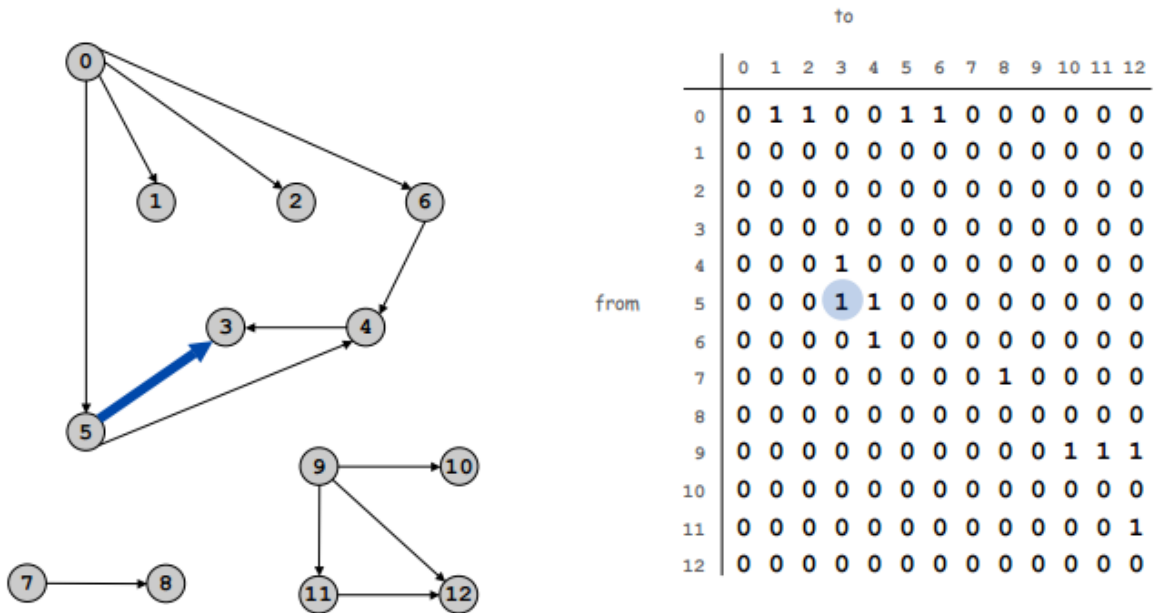 0
1 2 6
3 4
5
9 10
7 8 11 12
to
0 1 2 3 4 5 6 7 8 9 10 11 12
0 0 1 1 0 0 1 1 0 0 0 0 0 0
1 0 0 0 0 0 0 0 0 0 0 0 0 0
2 0 0 0 0 0 0 0 0 0 0 0 0 0
3 0 0 0 0 0 0 0 0 0 0 0 0 0
4 0 0 0 1 0 0 0 0 0 0 0 0 0
from
5 0 0 0 1 1 0 0 0 0 0 0 0 0
6 0 0 0 0 1 0 0 0 0 0 0 0 0
7 0 0 0 0 0 0 0 0 1 0 0 0 0
8 0 0 0 0 0 0 0 0 0 0 0 0 0
9 0 0 0 0 0 0 0 0 0 0 1 1 1
10 0 0 0 0 0 0 0 0 0 0 0 0 0
11 0 0 0 0 0 0 0 0 0 0 0 0 1
12 0 0 0 0 0 0 0 0 0 0 0 0 0